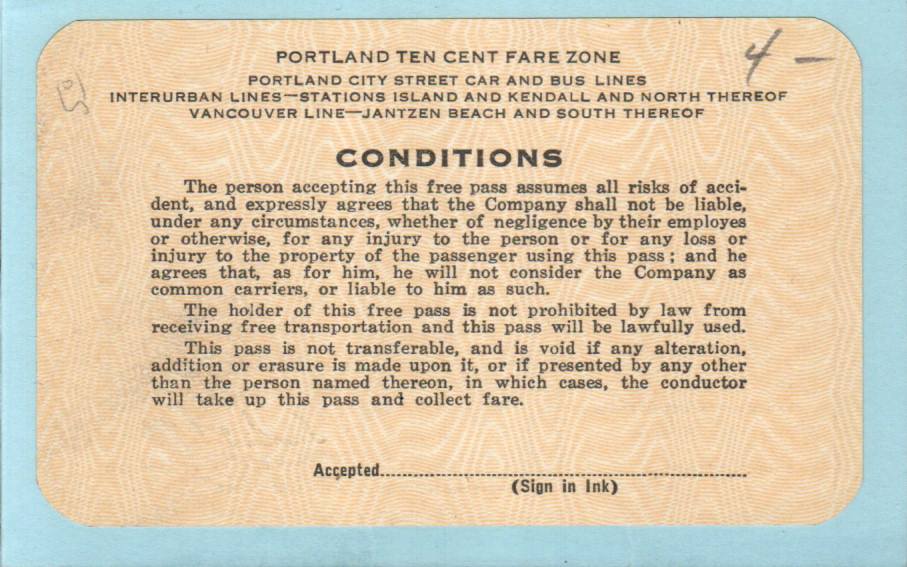 4 —
PORTLAND TEN CENT FARE ZONE
PORTLAND CITY STREET CAR AND BUS LINES
INTERURBAN LINES—STATIONS ISLAND AND KENDALL AND NORTH THEREOF
VANCOUVER LINE—JANTZEN BEACH AND SOUTH THEREOF
CONDITIONS
The person accepting this free pass assumes all risks of acci-
dent, and expressly agrees that the Company shall not be liable,
under any circumstances, whether of negligence by their employes
or otherwise, for any injury to the person or for any loss or
injury to the property of the passenger using this pass; and he
agrees that, as for him, he will not consider the Company as
common carriers, or liable to him as such.
The holder of this free pass is not prohibited by law from
receiving free transportation and this pass will be lawfully used.
This pass is not transferable, and is void if any alteration,
addition or erasure is made upon it, or if presented by any other
than the person named thereon, in which cases, the conductor
will take up this pass and collect fare.
Accepted
(Sign in Ink)